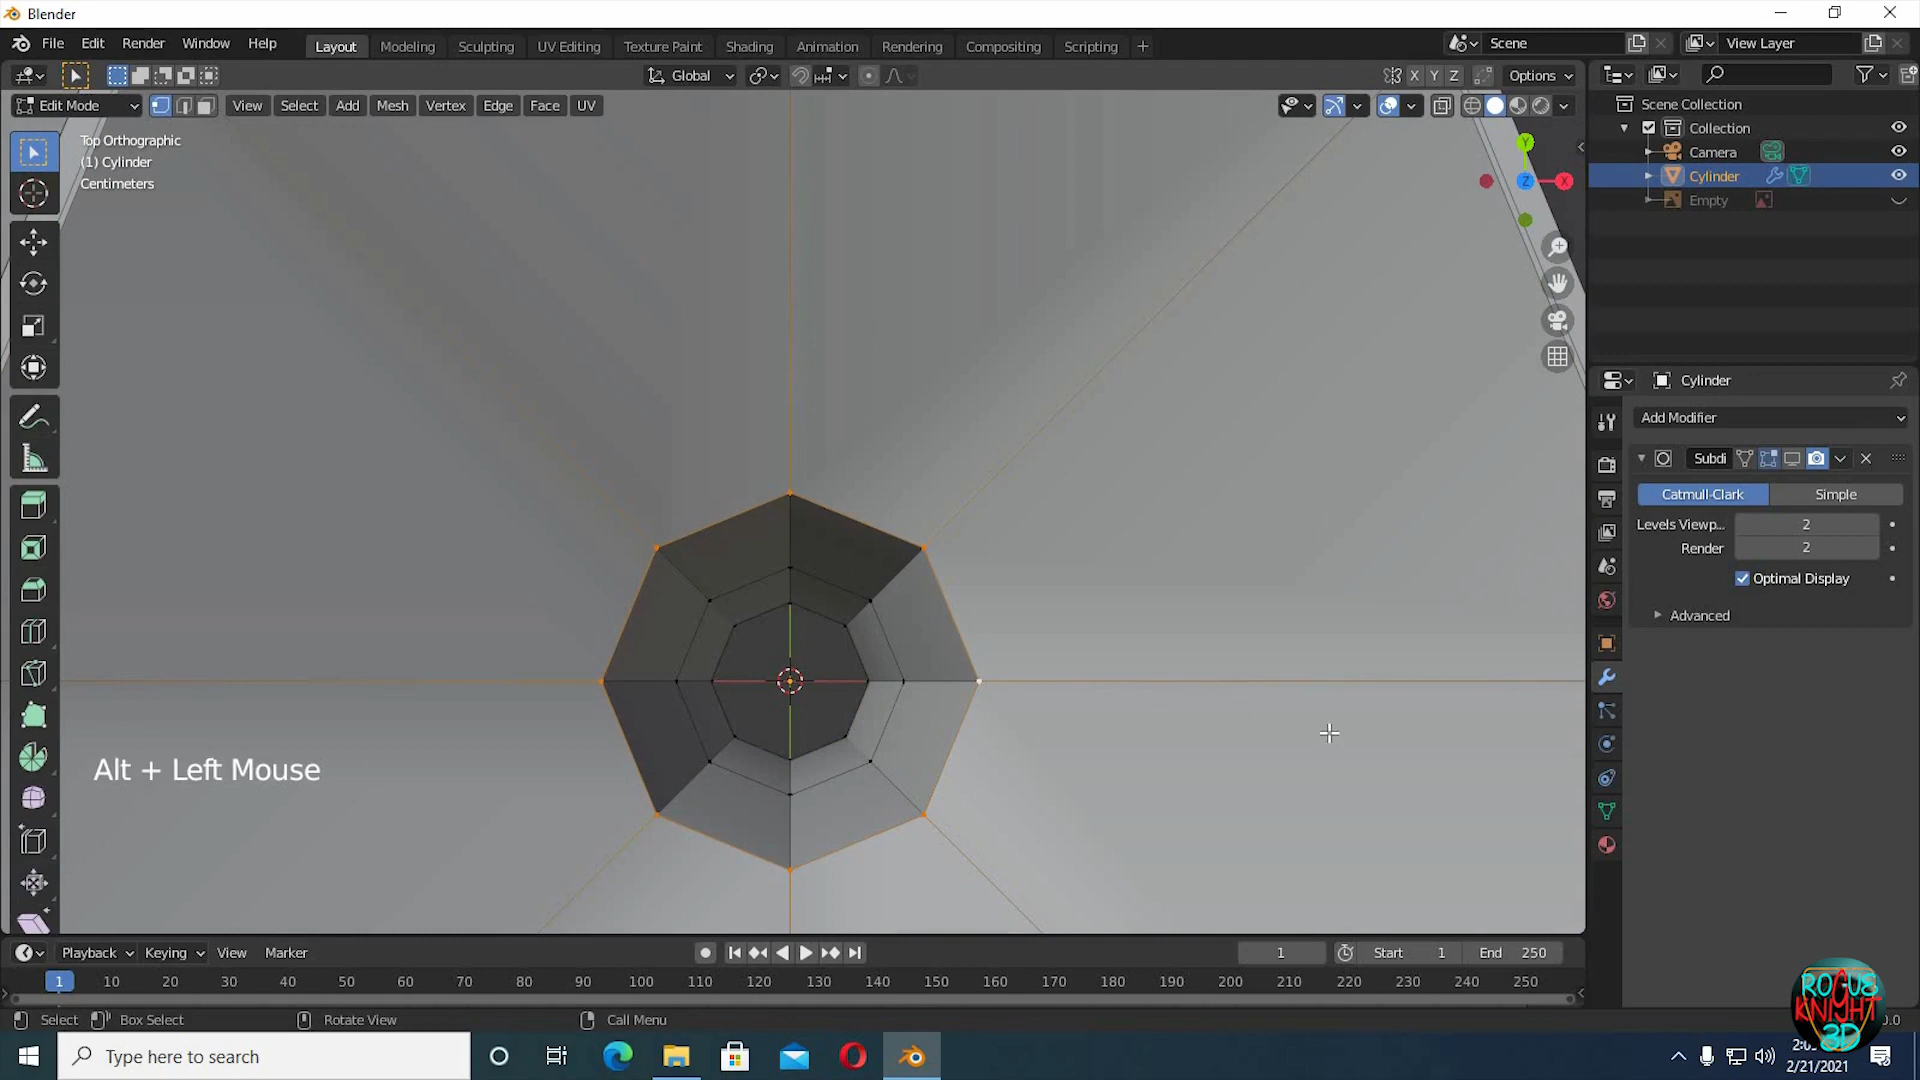 Blender
File Edit Render Window Help Layout Modeling Sculpting UV Editing Texture Paint Shading Animation Rendering Compositing Scripting Scene View Layer
Global X Y Z Options
Edit Mode View Select Add Mesh Vertex Edge Face UV
Top Orthographic
(1) Cylinder
Centimeters
Y
Z
X
Scene Collection
Collection
Camera
Cylinder
Empty
Cylinder
Add Modifier
Subdi
Catmull-Clark Simple
Levels Viewp... 2
Render 2
Optimal Display
Advanced
Alt + Left Mouse
Playback Keying View Marker 1 Start 1 End 250
1 10 20 30 40 50 60 70 80 90 100 110 120 130 140 150 160 170 180 190 200 210 220 230 240 250
Select Box Select Rotate View Call Menu
ROGUE
KNIGHT
3D
Type here to search
2/21/2021